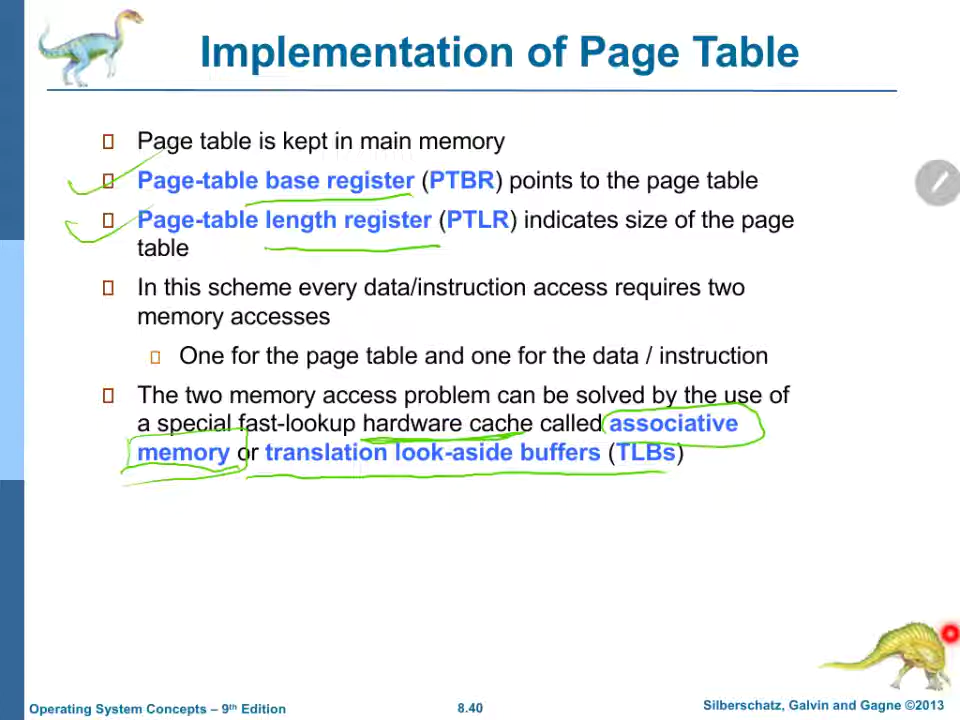 Implementation of Page Table
Page table is kept in main memory
Page-table base register (PTBR) points to the page table
Page-table length register (PTLR) indicates size of the page
table
In this scheme every data/instruction access requires two
memory accesses
One for the page table and one for the data / instruction
The two memory access problem can be solved by the use of
a special fast-lookup hardware cache called associative
memory or translation look-aside buffers (TLBs)
Operating System Concepts – 9th Edition
8.40
Silberschatz, Galvin and Gagne ©2013